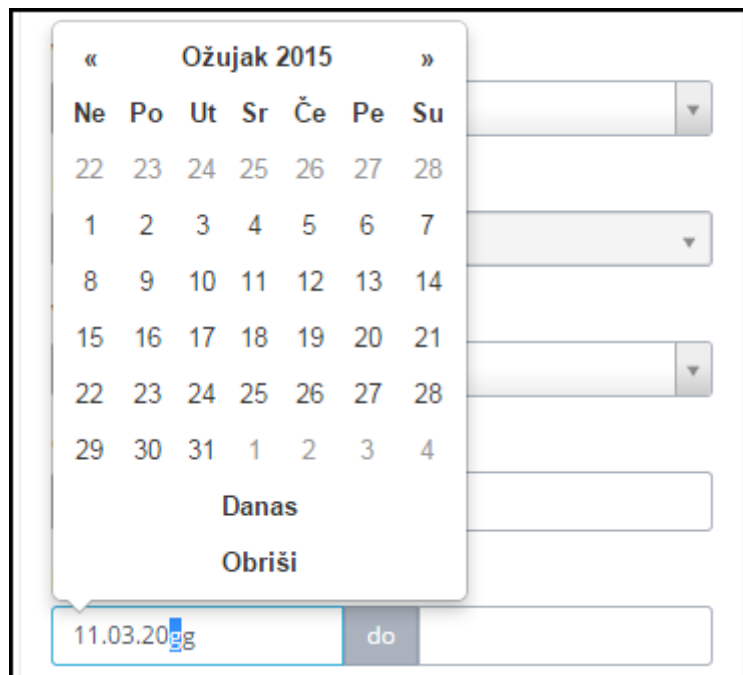 « Ožujak 2015 »
Ne Po Ut Sr Če Pe Su
22 23 24 25 26 27 28
1 2 3 4 5 6 7
8 9 10 11 12 13 14
15 16 17 18 19 20 21
22 23 24 25 26 27 28
29 30 31 1 2 3 4
Danas
Obriši
11.03.20gg do